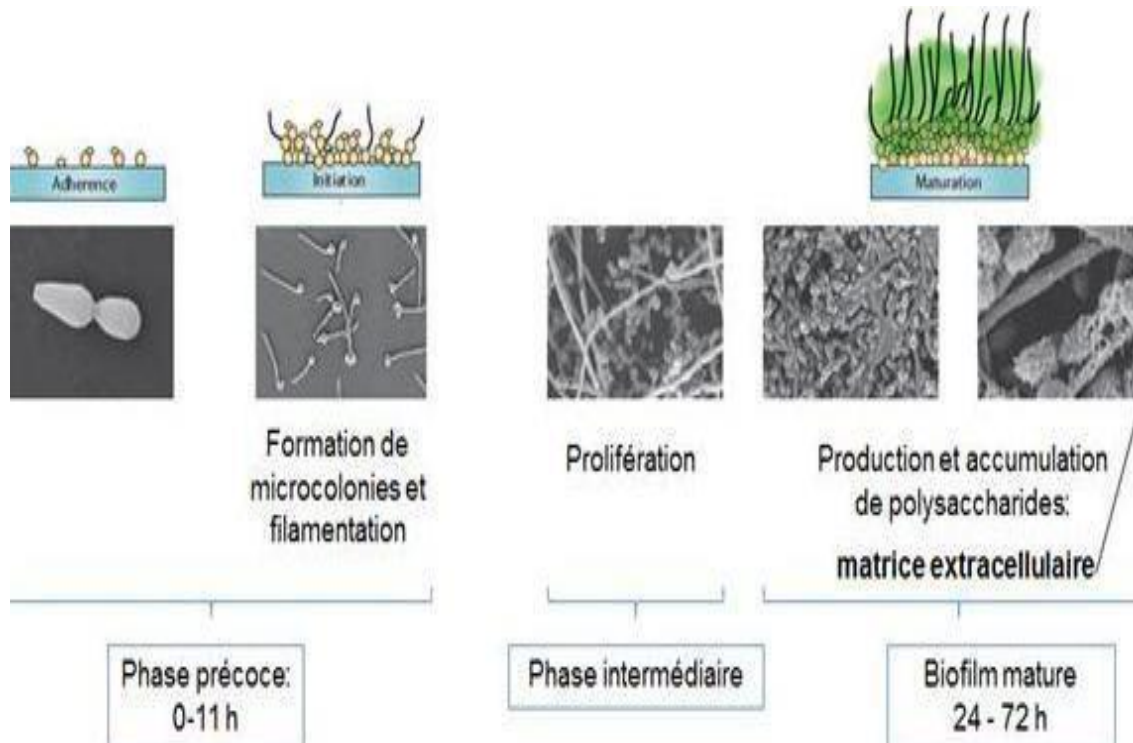 Adherence
Initiation
Maturation
Formation de
microcolonies et
filamentation
Prolifération
Production et accumulation
de polysaccharides:
matrice extracellulaire
Phase précoce:
0-11 h
Phase intermédiaire
Biofilm mature
24 - 72 h